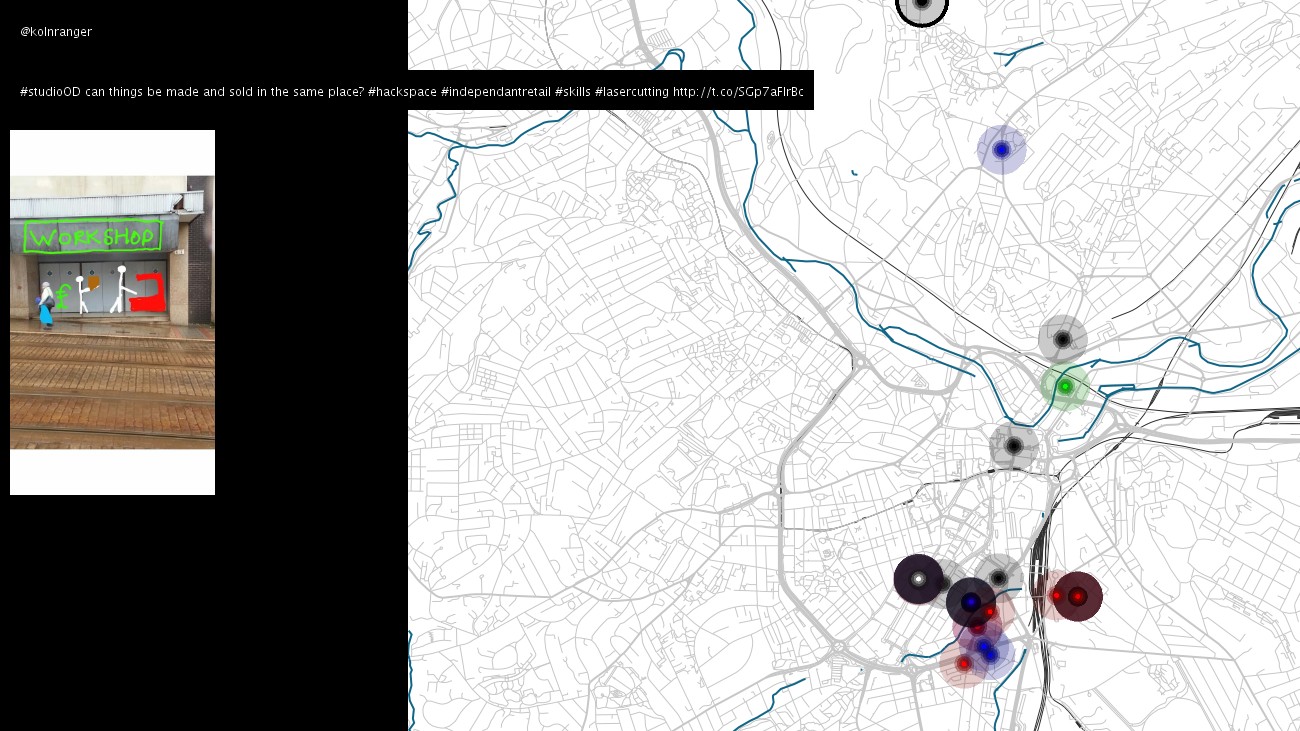 @kolnranger
#studioOD can things be made and sold in the same place? #hackspace #independantretail #skills #lasercutting http://t.co/SGp7aFIrBc
WORKSHOP
£